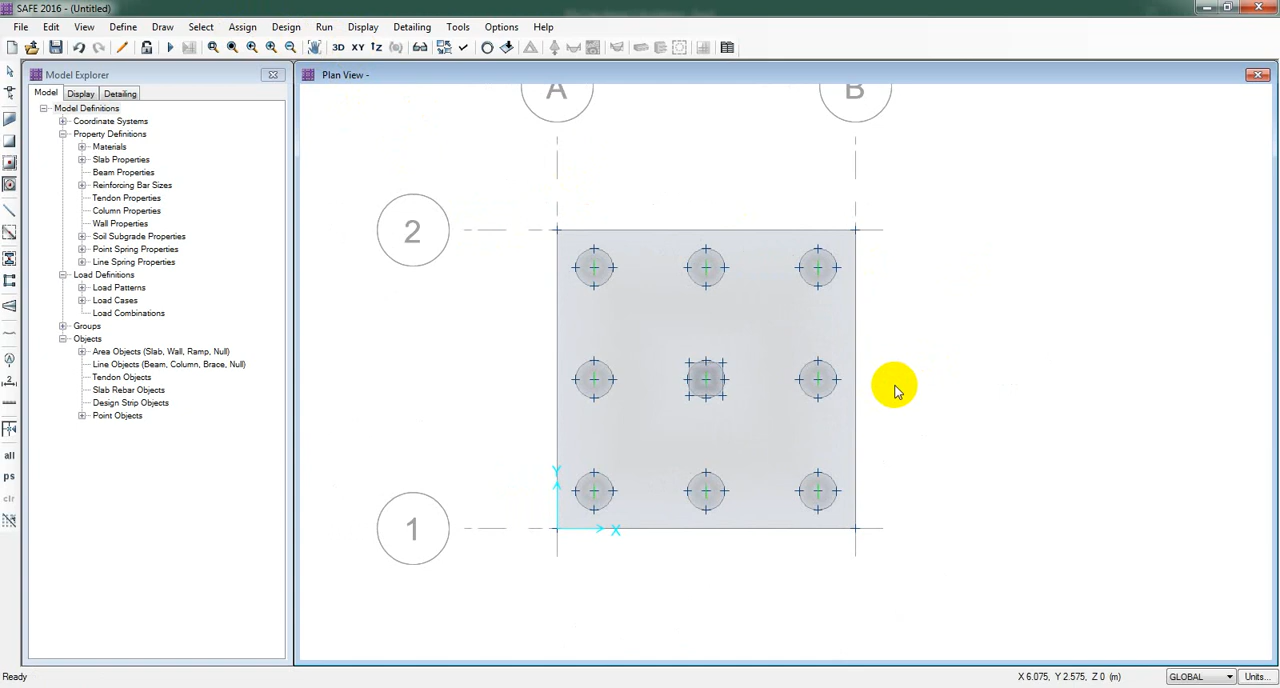 SAFE 2016 - (Untitled)
File Edit View Define Draw Select Assign Design Run Display Detailing Tools Options Help
3D XY
Model Explorer
Plan View -
Model Display Detailing
Model Definitions
Coordinate Systems
Property Definitions
Materials
Slab Properties
Beam Properties
Reinforcing Bar Sizes
Tendon Properties
Column Properties
Wall Properties
Soil Subgrade Properties
Point Spring Properties
Line Spring Properties
Load Definitions
Load Patterns
Load Cases
Load Combinations
Groups
Objects
Area Objects (Slab, Wall, Ramp, Null)
Line Objects (Beam, Column, Brace, Null)
Tendon Objects
Slab Rebar Objects
Design Strip Objects
Point Objects
all
ps
clr
A B
2
1
Y
X
Ready
X 6.075, Y 2.575, Z 0 (m)
GLOBAL
Units...